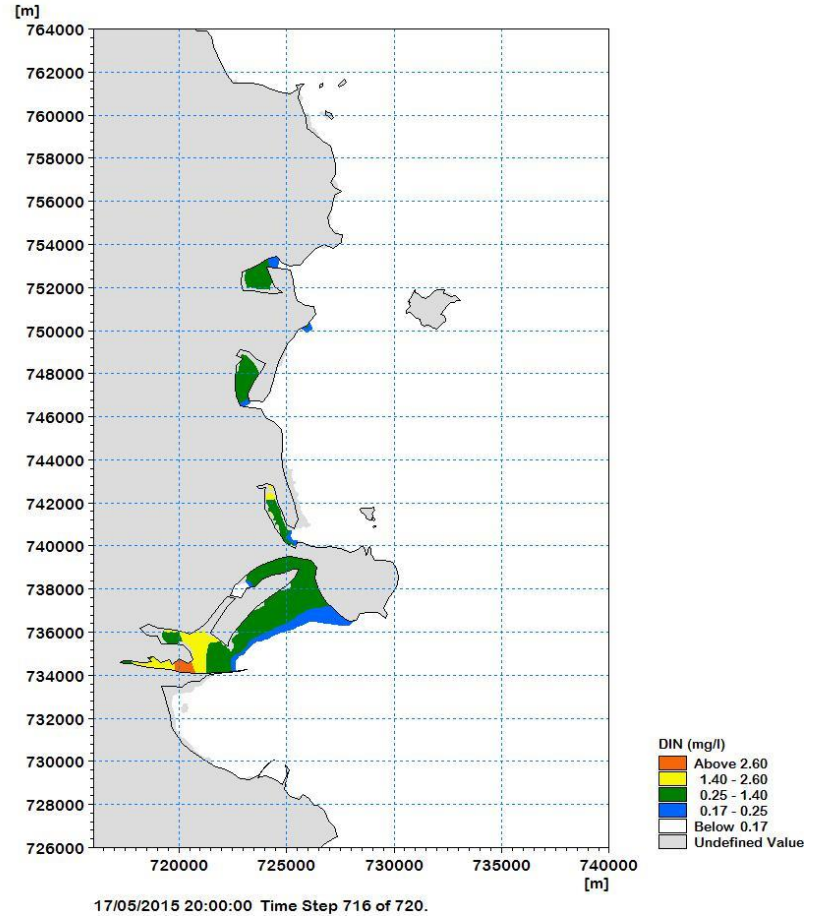 [m]
764000
762000
760000
758000
756000
754000
752000
750000
748000
746000
744000
742000
740000
738000
736000
734000
732000
730000
728000
726000
720000 725000 730000 735000 740000
[m]
DIN (mg/l)
Above 2.60
1.40 - 2.60
0.25 - 1.40
0.17 - 0.25
Below 0.17
Undefined Value
17/05/2015 20:00:00 Time Step 716 of 720.